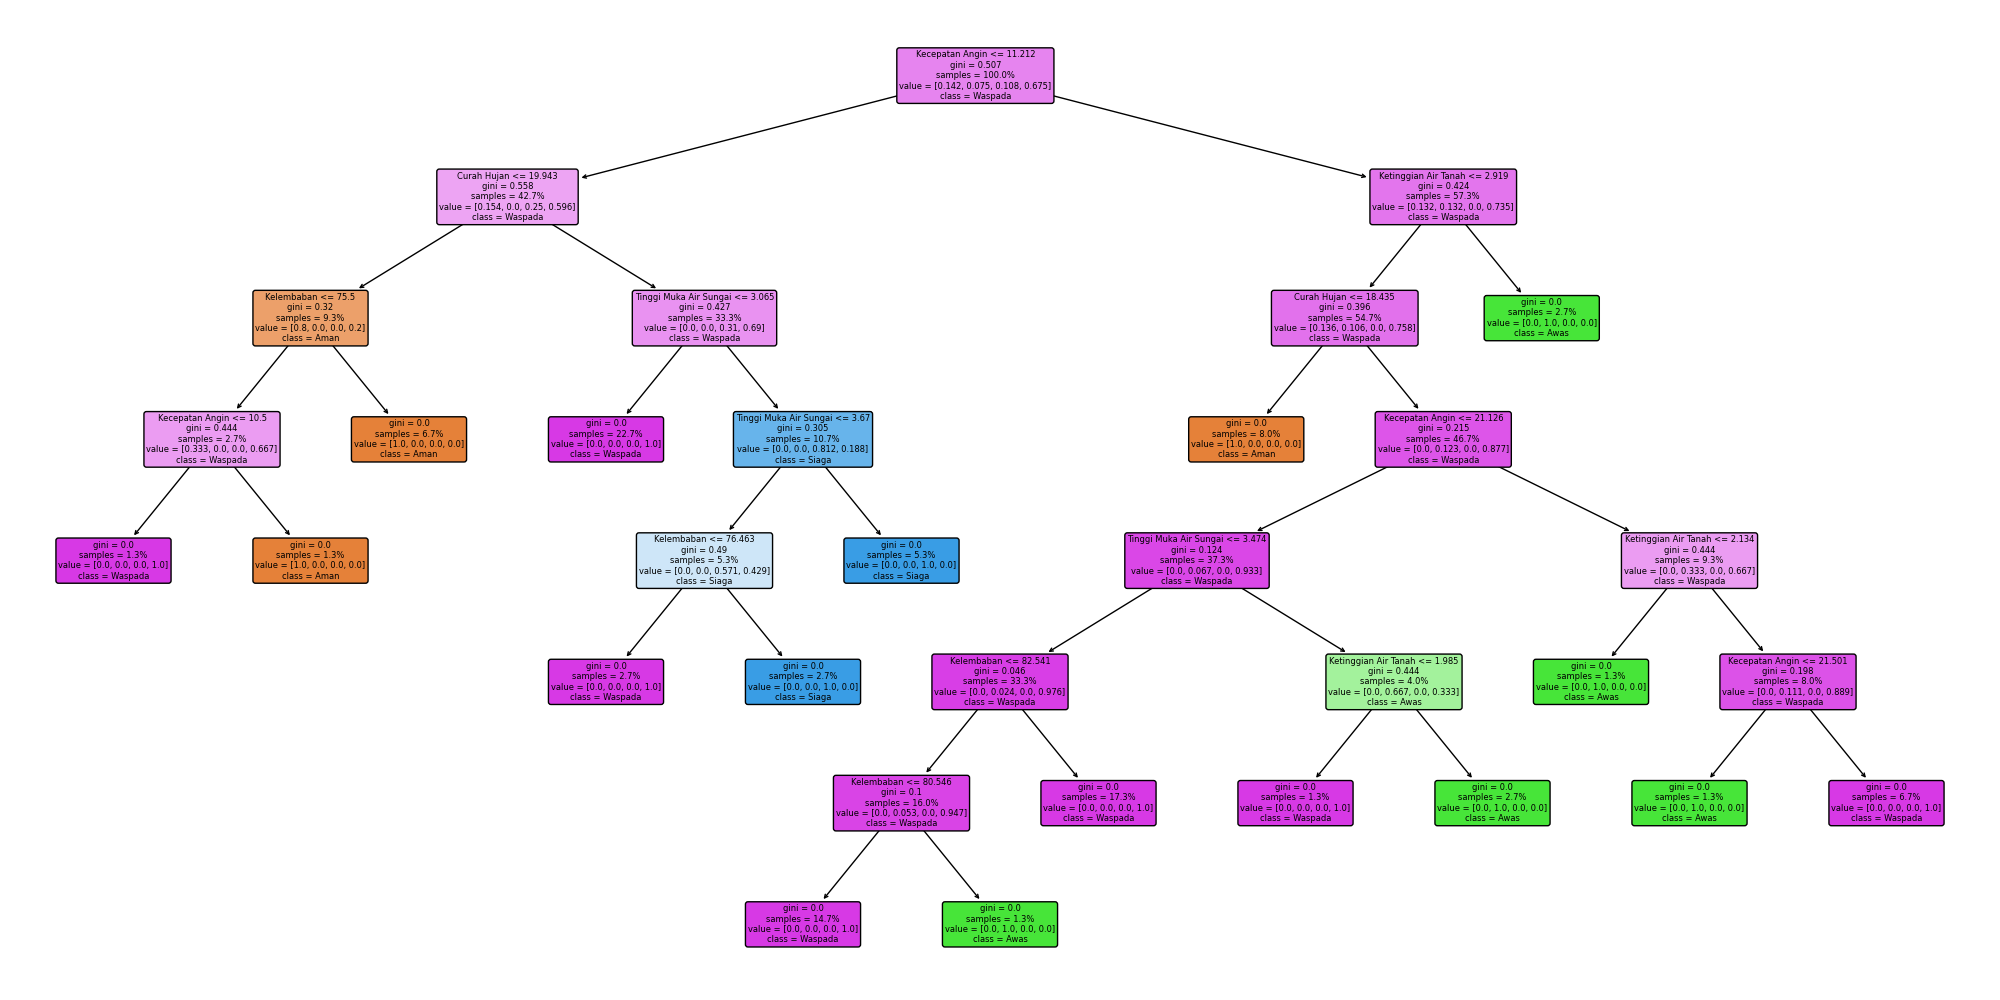 Kecepatan Angin <= 11.212
gini = 0.507
samples = 100.0%
value = [0.142, 0.075, 0.108, 0.675]
class = Waspada
Curah Hujan <= 19.943
gini = 0.558
samples = 42.7%
value = [0.154, 0.0, 0.25, 0.596]
class = Waspada
Ketinggian Air Tanah <= 2.919
gini = 0.424
samples = 57.3%
value = [0.132, 0.132, 0.0, 0.735]
class = Waspada
Kelembaban <= 75.5
gini = 0.32
samples = 9.3%
value = [0.8, 0.0, 0.0, 0.2]
class = Aman
Tinggi Muka Air Sungai <= 3.065
gini = 0.427
samples = 33.3%
value = [0.0, 0.0, 0.31, 0.69]
class = Waspada
Curah Hujan <= 18.435
gini = 0.396
samples = 54.7%
value = [0.136, 0.106, 0.0, 0.758]
class = Waspada
gini = 0.0
samples = 2.7%
value = [0.0, 1.0, 0.0, 0.0]
class = Awas
Kecepatan Angin <= 10.5
gini = 0.444
samples = 2.7%
value = [0.333, 0.0, 0.0, 0.667]
class = Waspada
gini = 0.0
samples = 6.7%
value = [1.0, 0.0, 0.0, 0.0]
class = Aman
gini = 0.0
samples = 22.7%
value = [0.0, 0.0, 0.0, 1.0]
class = Waspada
Tinggi Muka Air Sungai <= 3.67
gini = 0.305
samples = 10.7%
value = [0.0, 0.0, 0.812, 0.188]
class = Siaga
gini = 0.0
samples = 8.0%
value = [1.0, 0.0, 0.0, 0.0]
class = Aman
Kecepatan Angin <= 21.126
gini = 0.215
samples = 46.7%
value = [0.0, 0.123, 0.0, 0.877]
class = Waspada
gini = 0.0
samples = 1.3%
value = [0.0, 0.0, 0.0, 1.0]
class = Waspada
gini = 0.0
samples = 1.3%
value = [1.0, 0.0, 0.0, 0.0]
class = Aman
Kelembaban <= 76.463
gini = 0.49
samples = 5.3%
value = [0.0, 0.0, 0.571, 0.429]
class = Siaga
gini = 0.0
samples = 5.3%
value = [0.0, 0.0, 1.0, 0.0]
class = Siaga
Tinggi Muka Air Sungai <= 3.474
gini = 0.124
samples = 37.3%
value = [0.0, 0.067, 0.0, 0.933]
class = Waspada
Ketinggian Air Tanah <= 2.134
gini = 0.444
samples = 9.3%
value = [0.0, 0.333, 0.0, 0.667]
class = Waspada
gini = 0.0
samples = 2.7%
value = [0.0, 0.0, 0.0, 1.0]
class = Waspada
gini = 0.0
samples = 2.7%
value = [0.0, 0.0, 1.0, 0.0]
class = Siaga
Kelembaban <= 82.541
gini = 0.046
samples = 33.3%
value = [0.0, 0.024, 0.0, 0.976]
class = Waspada
Ketinggian Air Tanah <= 1.985
gini = 0.444
samples = 4.0%
value = [0.0, 0.667, 0.0, 0.333]
class = Awas
gini = 0.0
samples = 1.3%
value = [0.0, 1.0, 0.0, 0.0]
class = Awas
Kecepatan Angin <= 21.501
gini = 0.198
samples = 8.0%
value = [0.0, 0.111, 0.0, 0.889]
class = Waspada
Kelembaban <= 80.546
gini = 0.1
samples = 16.0%
value = [0.0, 0.053, 0.0, 0.947]
class = Waspada
gini = 0.0
samples = 17.3%
value = [0.0, 0.0, 0.0, 1.0]
class = Waspada
gini = 0.0
samples = 1.3%
value = [0.0, 0.0, 0.0, 1.0]
class = Waspada
gini = 0.0
samples = 2.7%
value = [0.0, 1.0, 0.0, 0.0]
class = Awas
gini = 0.0
samples = 1.3%
value = [0.0, 1.0, 0.0, 0.0]
class = Awas
gini = 0.0
samples = 6.7%
value = [0.0, 0.0, 0.0, 1.0]
class = Waspada
gini = 0.0
samples = 14.7%
value = [0.0, 0.0, 0.0, 1.0]
class = Waspada
gini = 0.0
samples = 1.3%
value = [0.0, 1.0, 0.0, 0.0]
class = Awas